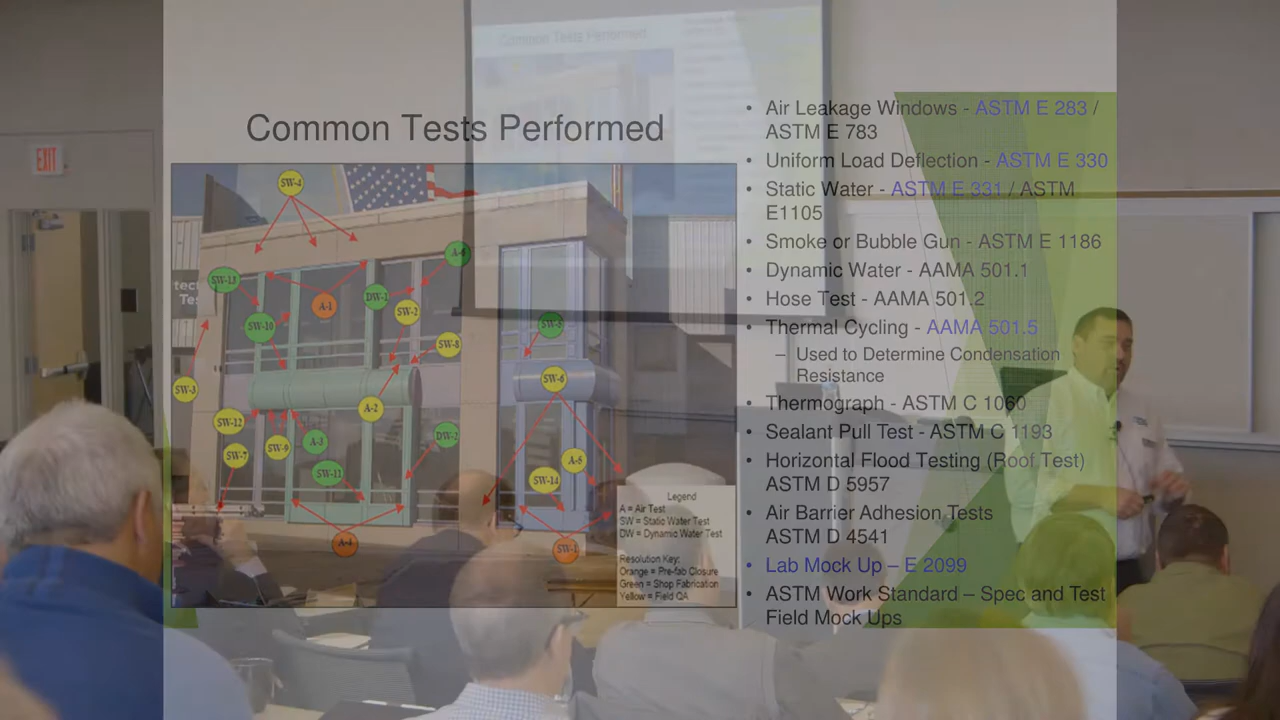 Common Tests Performed
Common Tests Performed
EXIT
SW-4
A-6
SW-13
A-1
DW-1
SW-2
SW-10
SW-5
SW-8
SW-3
SW-6
A-2
SW-12
A-3
SW-9
DW-2
SW-7
A-5
SW-11
SW-14
A-4
SW-1
Legend
A = Air Test
SW = Static Water Test
DW = Dynamic Water Test
Resolution Key:
Orange = Pre-fab Closure
Green = Shop Fabrication
Yellow = Field QA
• Air Leakage Windows - ASTM E 283 /
ASTM E 783
• Uniform Load Deflection - ASTM E 330
• Static Water - ASTM E 331 / ASTM
E1105
• Smoke or Bubble Gun - ASTM E 1186
• Dynamic Water - AAMA 501.1
• Hose Test - AAMA 501.2
• Thermal Cycling - AAMA 501.5
– Used to Determine Condensation
Resistance
• Thermograph - ASTM C 1060
• Sealant Pull Test - ASTM C 1193
• Horizontal Flood Testing (Roof Test)
ASTM D 5957
• Air Barrier Adhesion Tests
ASTM D 4541
• Lab Mock Up – E 2099
• ASTM Work Standard – Spec and Test
Field Mock Ups